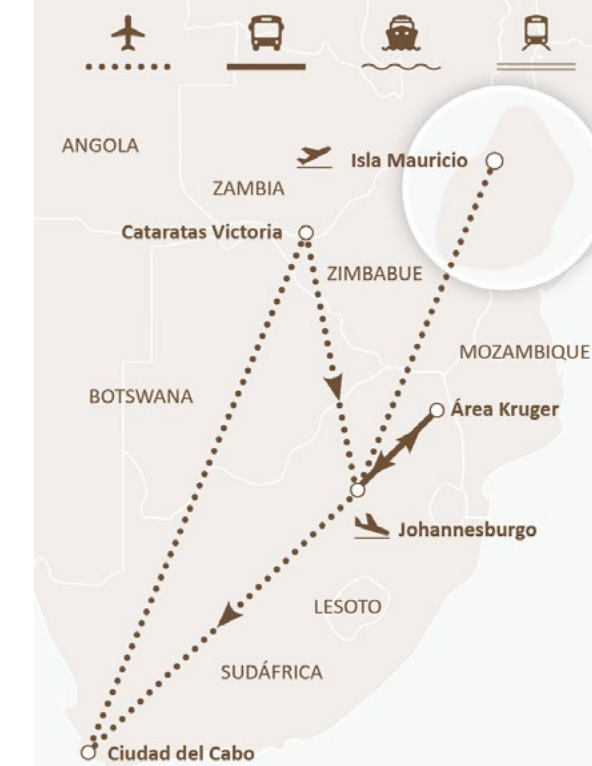 ANGOLA
Isla Mauricio
ZAMBIA
Cataratas Victoria
ZIMBABUE
MOZAMBIQUE
BOTSWANA
Área Kruger
Johannesburgo
LESOTO
SUDÁFRICA
Ciudad del Cabo